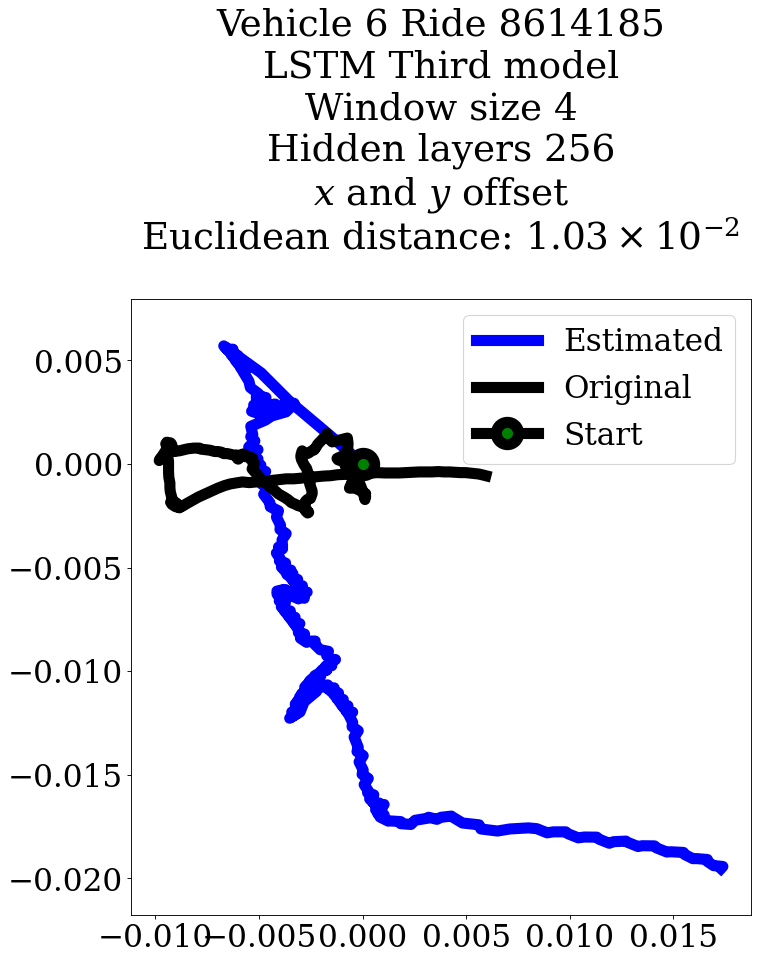 Vehicle 6 Ride 8614185
LSTM Third model
Window size 4
Hidden layers 256
x and y offset
Euclidean distance: 1.03 × 10⁻²
Estimated
Original
Start
0.005
0.000
−0.005
−0.010
−0.015
−0.020
−0.010 −0.005 0.000 0.005 0.010 0.015